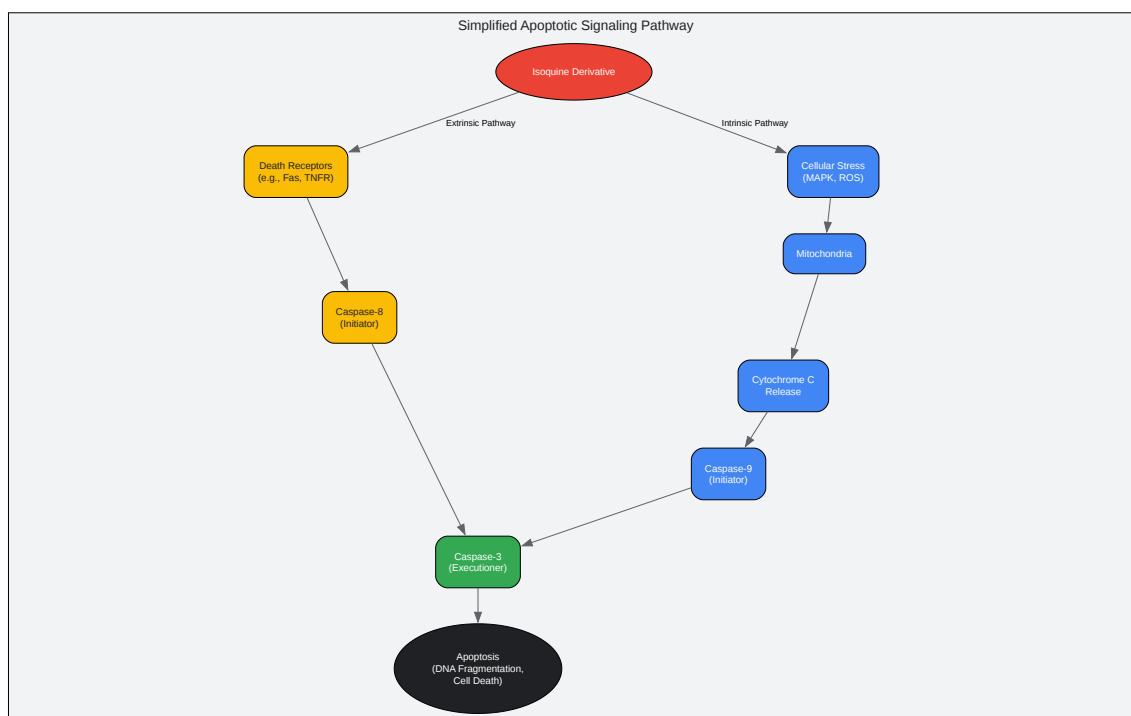 Simplified Apoptotic Signaling Pathway
Isoquine Derivative
Extrinsic Pathway
Intrinsic Pathway
Death Receptors
(e.g., Fas, TNFR)
Cellular Stress
(MAPK, ROS)
Mitochondria
Caspase-8
(Initiator)
Cytochrome C
Release
Caspase-9
(Initiator)
Caspase-3
(Executioner)
Apoptosis
(DNA Fragmentation,
Cell Death)